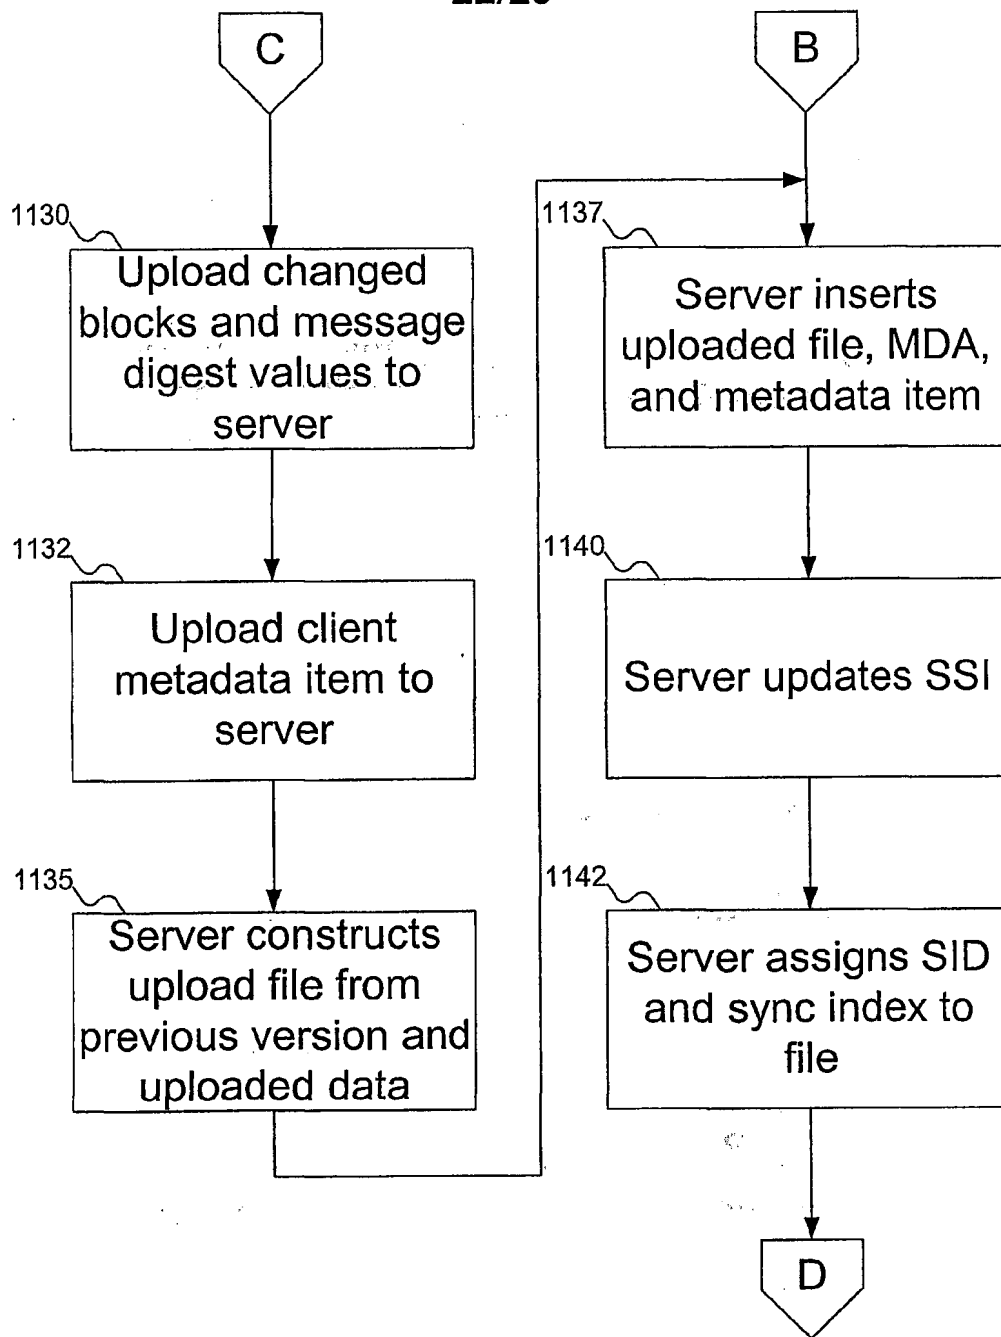 C
1130
Upload changed
blocks and message
digest values to
server
1132
Upload client
metadata item to
server
1135
Server constructs
upload file from
previous version and
uploaded data
B
1137
Server inserts
uploaded file, MDA,
and metadata item
1140
Server updates SSI
1142
Server assigns SID
and sync index to
file
D